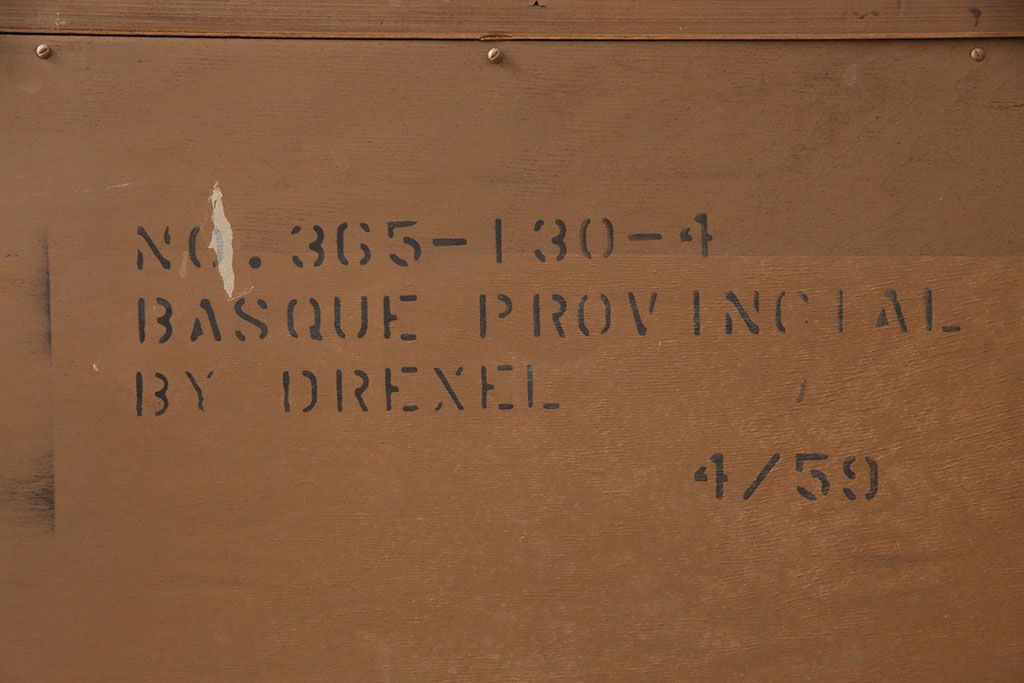 NO.365-130-4
BASQUE PROVINCIAL
BY DREXEL
4/59